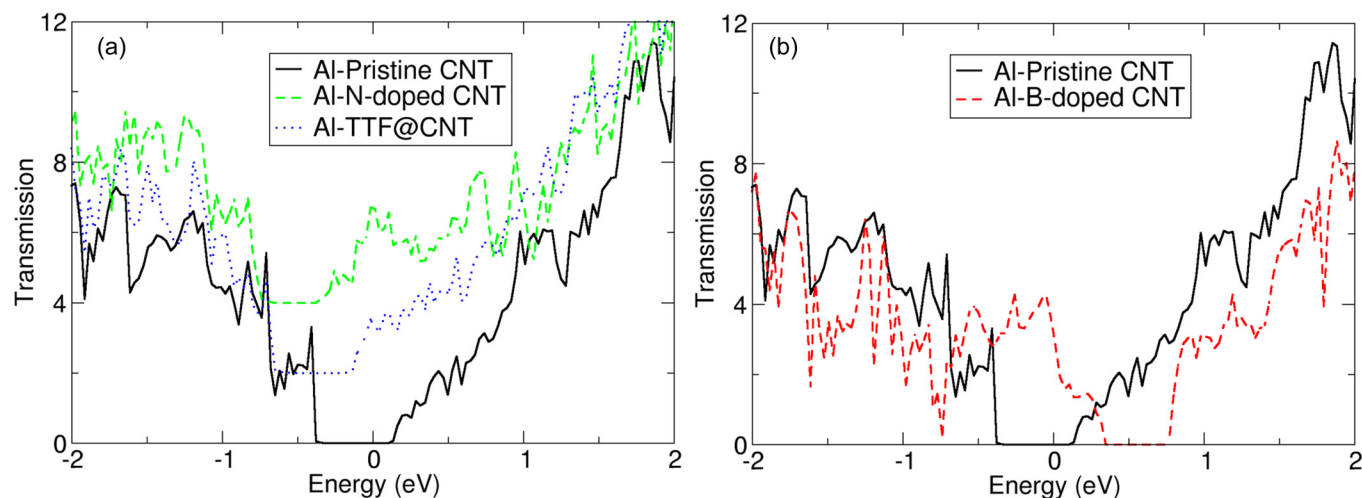 (a)
Al-Pristine CNT
Al-N-doped CNT
Al-TTF@CNT
Transmission
12
8
4
0
-2
-1
0
1
2
Energy (eV)
(b)
Al-Pristine CNT
Al-B-doped CNT
Transmission
12
8
4
0
-2
-1
0
1
2
Energy (eV)